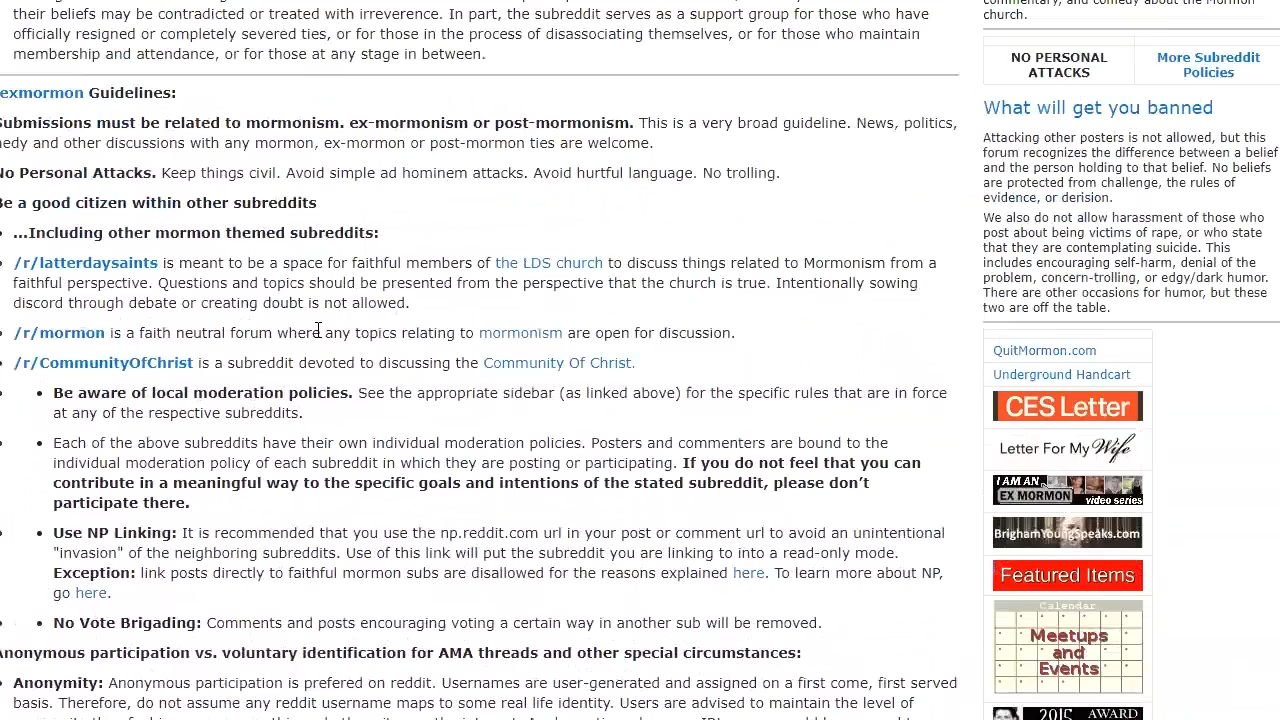 their beliefs may be contradicted or treated with irreverence. In part, the subreddit serves as a support group for those who have
officially resigned or completely severed ties, or for those in the process of disassociating themselves, or for those who maintain
membership and attendance, or for those at any stage in between.
exmormon Guidelines:
Submissions must be related to mormonism. ex-mormonism or post-mormonism. This is a very broad guideline. News, politics,
edy and other discussions with any mormon, ex-mormon or post-mormon ties are welcome.
No Personal Attacks. Keep things civil. Avoid simple ad hominem attacks. Avoid hurtful language. No trolling.
Be a good citizen within other subreddits
• ...Including other mormon themed subreddits:
• /r/latterdaysaints is meant to be a space for faithful members of the LDS church to discuss things related to Mormonism from a
faithful perspective. Questions and topics should be presented from the perspective that the church is true. Intentionally sowing
discord through debate or creating doubt is not allowed.
• /r/mormon is a faith neutral forum where any topics relating to mormonism are open for discussion.
• /r/CommunityOfChrist is a subreddit devoted to discussing the Community Of Christ.
• • Be aware of local moderation policies. See the appropriate sidebar (as linked above) for the specific rules that are in force
at any of the respective subreddits.
• • Each of the above subreddits have their own individual moderation policies. Posters and commenters are bound to the
individual moderation policy of each subreddit in which they are posting or participating. If you do not feel that you can
contribute in a meaningful way to the specific goals and intentions of the stated subreddit, please don't
participate there.
• • Use NP Linking: It is recommended that you use the np.reddit.com url in your post or comment url to avoid an unintentional
"invasion" of the neighboring subreddits. Use of this link will put the subreddit you are linking to into a read-only mode.
Exception: link posts directly to faithful mormon subs are disallowed for the reasons explained here. To learn more about NP,
go here.
• • No Vote Brigading: Comments and posts encouraging voting a certain way in another sub will be removed.
Anonymous participation vs. voluntary identification for AMA threads and other special circumstances:
• Anonymity: Anonymous participation is preferred on reddit. Usernames are user-generated and assigned on a first come, first served
basis. Therefore, do not assume any reddit username maps to some real life identity. Users are advised to maintain the level of
commentary, and comedy about the Mormon
church.
NO PERSONAL
ATTACKS
More Subreddit
Policies
What will get you banned
Attacking other posters is not allowed, but this
forum recognizes the difference between a belief
and the person holding to that belief. No beliefs
are protected from challenge, the rules of
evidence, or derision.
We also do not allow harassment of those who
post about being victims of rape, or who state
that they are contemplating suicide. This
includes encouraging self-harm, denial of the
problem, concern-trolling, or edgy/dark humor.
There are other occasions for humor, but these
two are off the table.
QuitMormon.com
Underground Handcart
CES Letter
Letter For My Wife
I AM AN
EX MORMON
video series
BrighamYoungSpeaks.com
Featured Items
Calendar
Meetups
and
Events
2015 AWARD